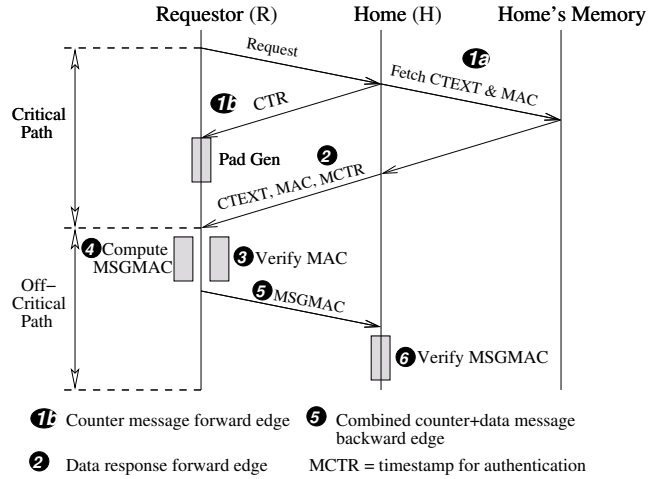 Requestor (R) Home (H) Home's Memory
Request
1a
Fetch CTEXT & MAC
1b CTR
Critical
Path
Pad Gen
2
CTEXT, MAC, MCTR
4 Compute
MSGMAC
3 Verify MAC
Off−
Critical
Path
5 MSGMAC
6 Verify MSGMAC
1b Counter message forward edge
5 Combined counter+data message
backward edge
2 Data response forward edge
MCTR = timestamp for authentication